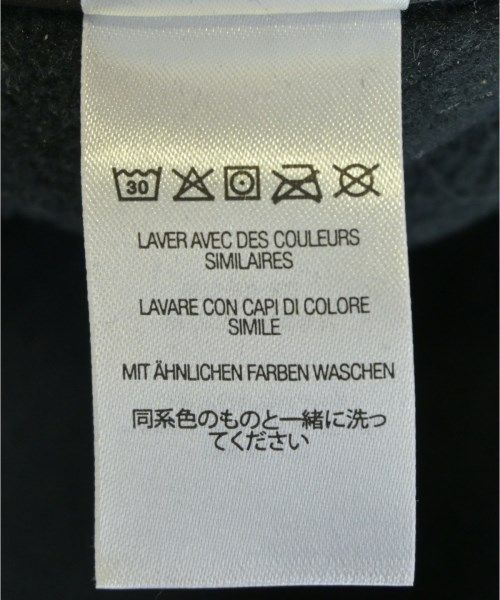 30
LAVER AVEC DES COULEURS
SIMILAIRES
LAVARE CON CAPI DI COLORE
SIMILE
MIT ÄHNLICHEN FARBEN WASCHEN
同系色のものと一緒に洗っ
てください